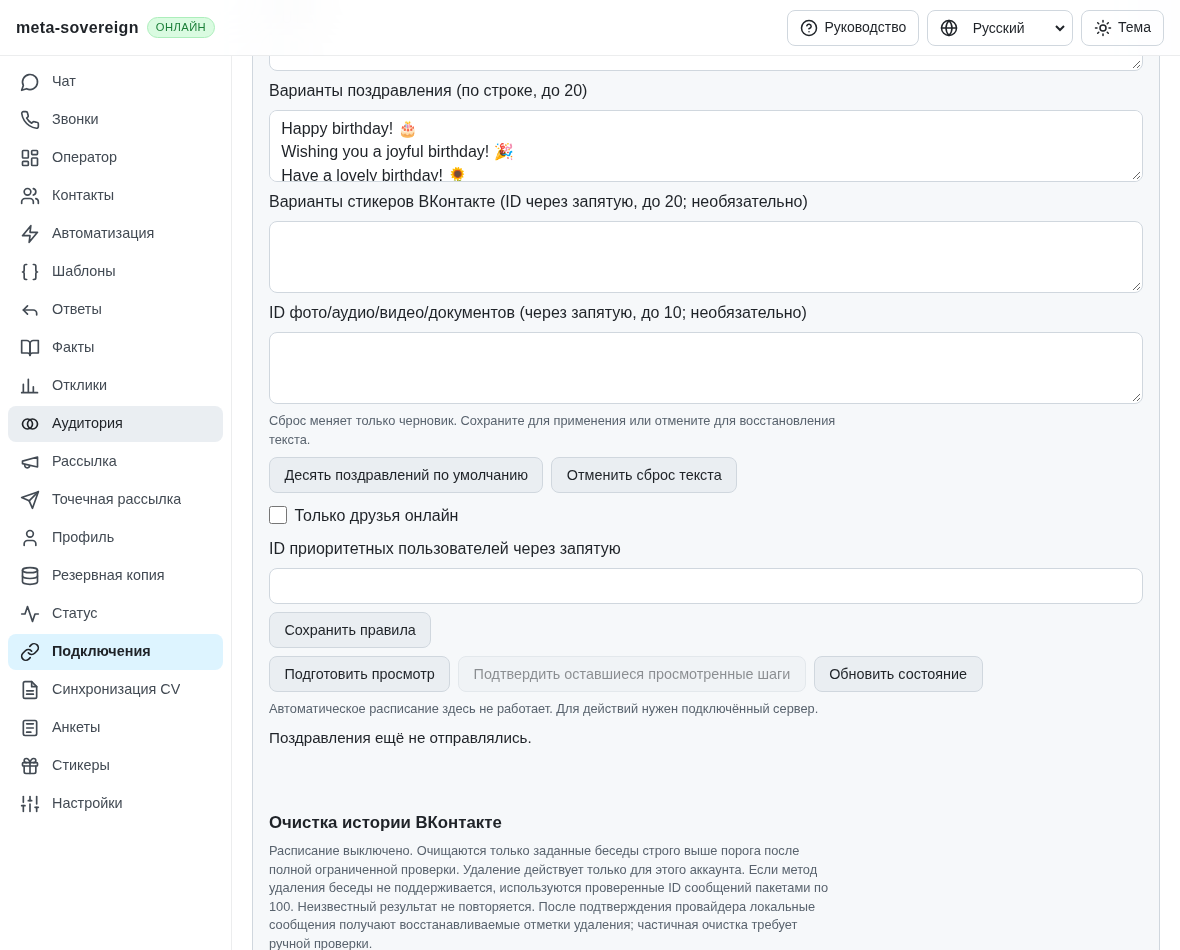 meta-sovereign ОНЛАЙН Руководство Русский Тема
Чат
Звонки
Оператор
Контакты
Автоматизация
Шаблоны
Ответы
Факты
Отклики
Аудитория
Рассылка
Точечная рассылка
Профиль
Резервная копия
Статус
Подключения
Синхронизация CV
Анкеты
Стикеры
Настройки
Варианты поздравления (по строке, до 20)
Happy birthday! 🎂
Wishing you a joyful birthday! 🎉
Have a lovely birthday! 🌻
Варианты стикеров ВКонтакте (ID через запятую, до 20; необязательно)
ID фото/аудио/видео/документов (через запятую, до 10; необязательно)
Сброс меняет только черновик. Сохраните для применения или отмените для восстановления
текста.
Десять поздравлений по умолчанию Отменить сброс текста
Только друзья онлайн
ID приоритетных пользователей через запятую
Сохранить правила
Подготовить просмотр Подтвердить оставшиеся просмотренные шаги Обновить состояние
Автоматическое расписание здесь не работает. Для действий нужен подключённый сервер.
Поздравления ещё не отправлялись.
Очистка истории ВКонтакте
Расписание выключено. Очищаются только заданные беседы строго выше порога после
полной ограниченной проверки. Удаление действует только для этого аккаунта. Если метод
удаления беседы не поддерживается, используются проверенные ID сообщений пакетами по
100. Неизвестный результат не повторяется. После подтверждения провайдера локальные
сообщения получают восстанавливаемые отметки удаления; частичная очистка требует
ручной проверки.